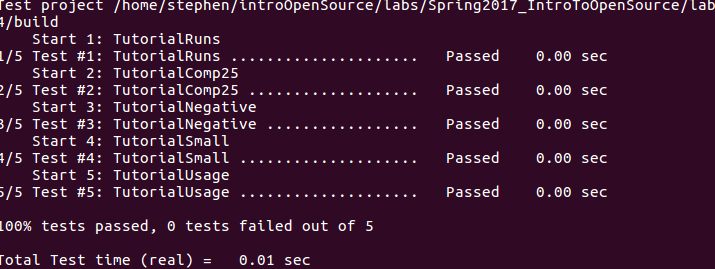 Test project /home/stephen/introOpenSource/labs/Spring2017_IntroToOpenSource/lab
4/build
    Start 1: TutorialRuns
1/5 Test #1: TutorialRuns .....................   Passed    0.00 sec
    Start 2: TutorialComp25
2/5 Test #2: TutorialComp25 ...................   Passed    0.00 sec
    Start 3: TutorialNegative
3/5 Test #3: TutorialNegative .................   Passed    0.00 sec
    Start 4: TutorialSmall
4/5 Test #4: TutorialSmall ....................   Passed    0.00 sec
    Start 5: TutorialUsage
5/5 Test #5: TutorialUsage ....................   Passed    0.00 sec

100% tests passed, 0 tests failed out of 5

Total Test time (real) =   0.01 sec